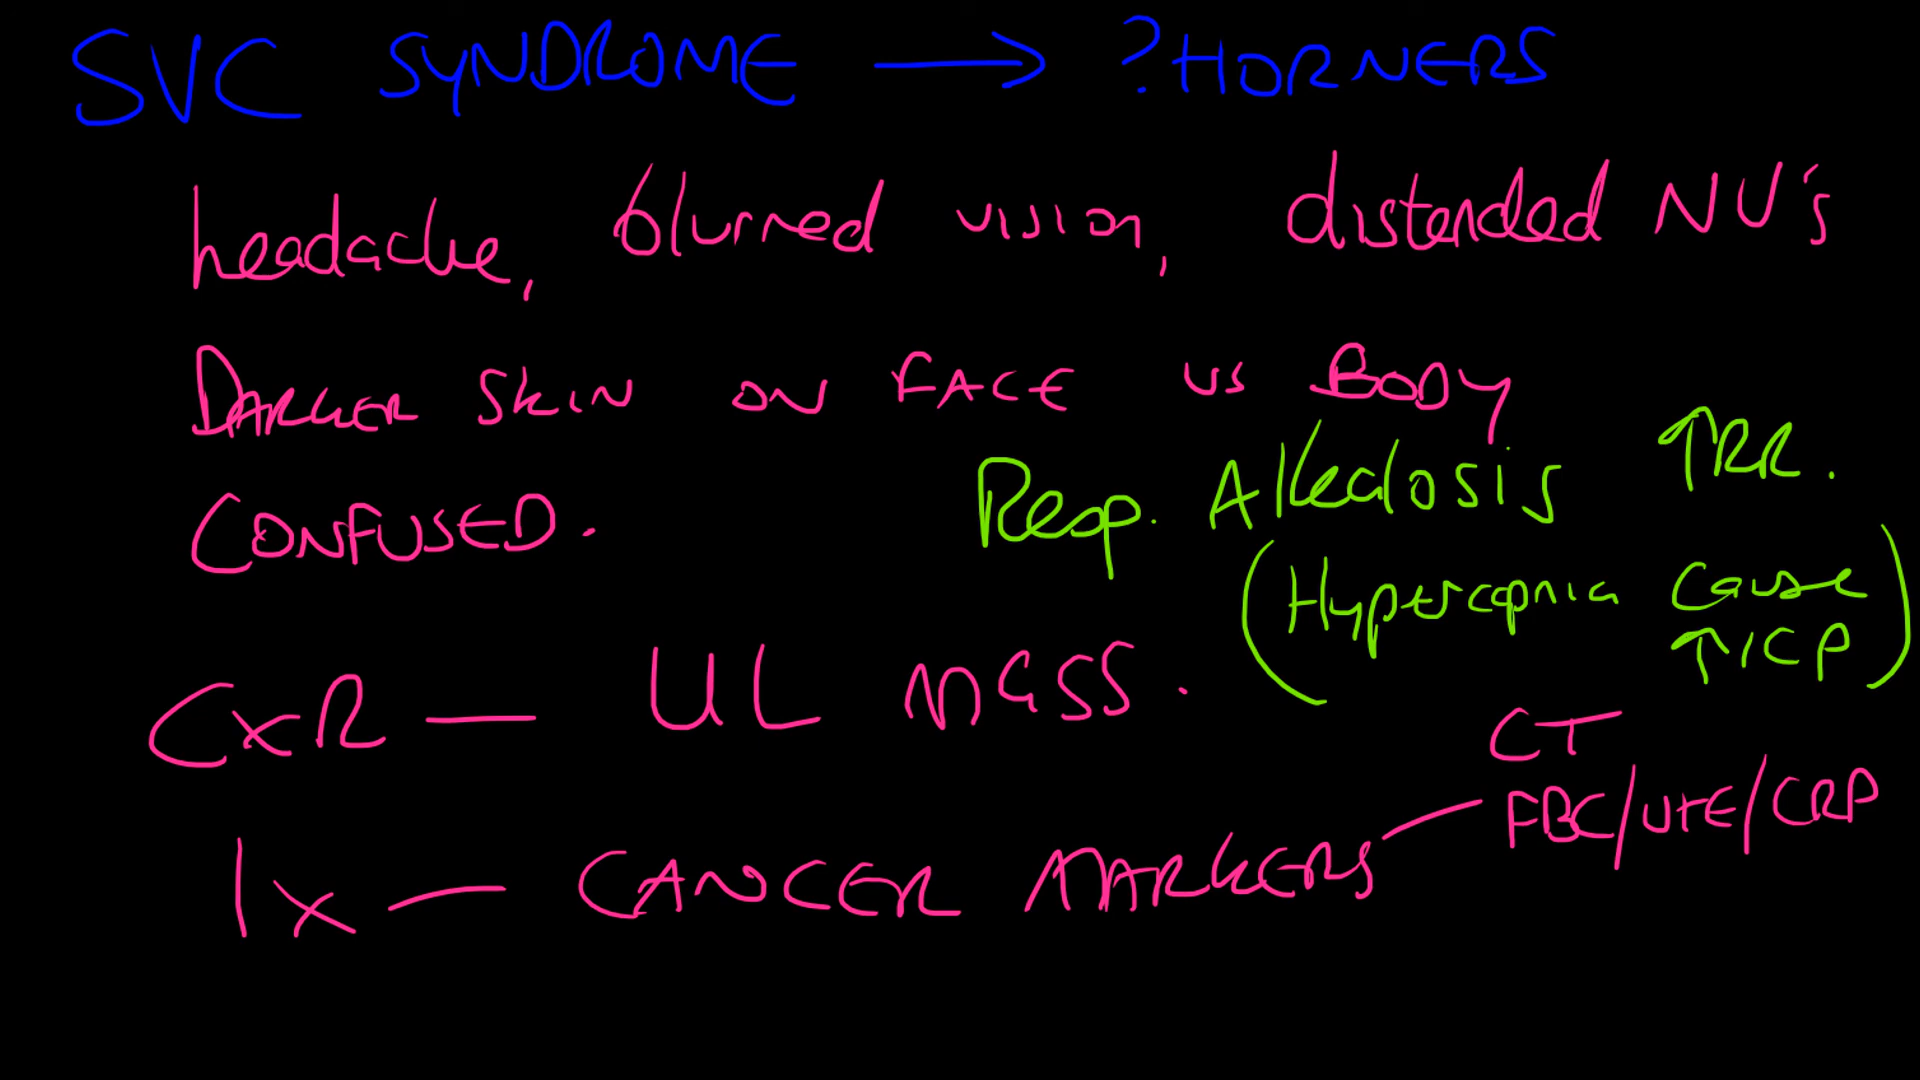 SVC SYNDROME → ? HORNERS
headache, blurred vision, distended NV's
DARKER SKIN ON FACE VS BODY
CONFUSED.
Resp. Alkalosis ↑RR.
(Hypercapnia cause
↑ICP)
CXR — UL MASS.
CT
Ix — CANCER MARKERS — FBC/U+E/CRP